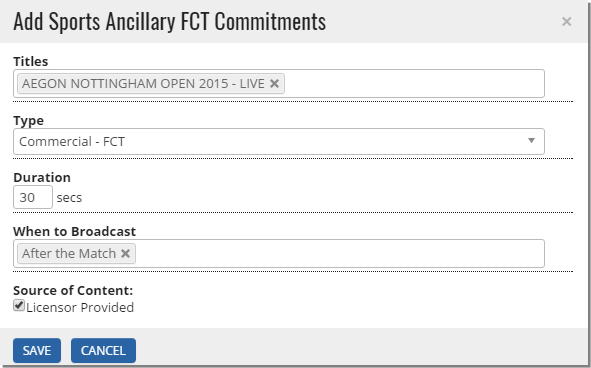 Add Sports Ancillary FCT Commitments ×
Titles
AEGON NOTTINGHAM OPEN 2015 - LIVE ×
Type
Commercial - FCT
Duration
30 secs
When to Broadcast
After the Match ×
Source of Content:
Licensor Provided
SAVE CANCEL